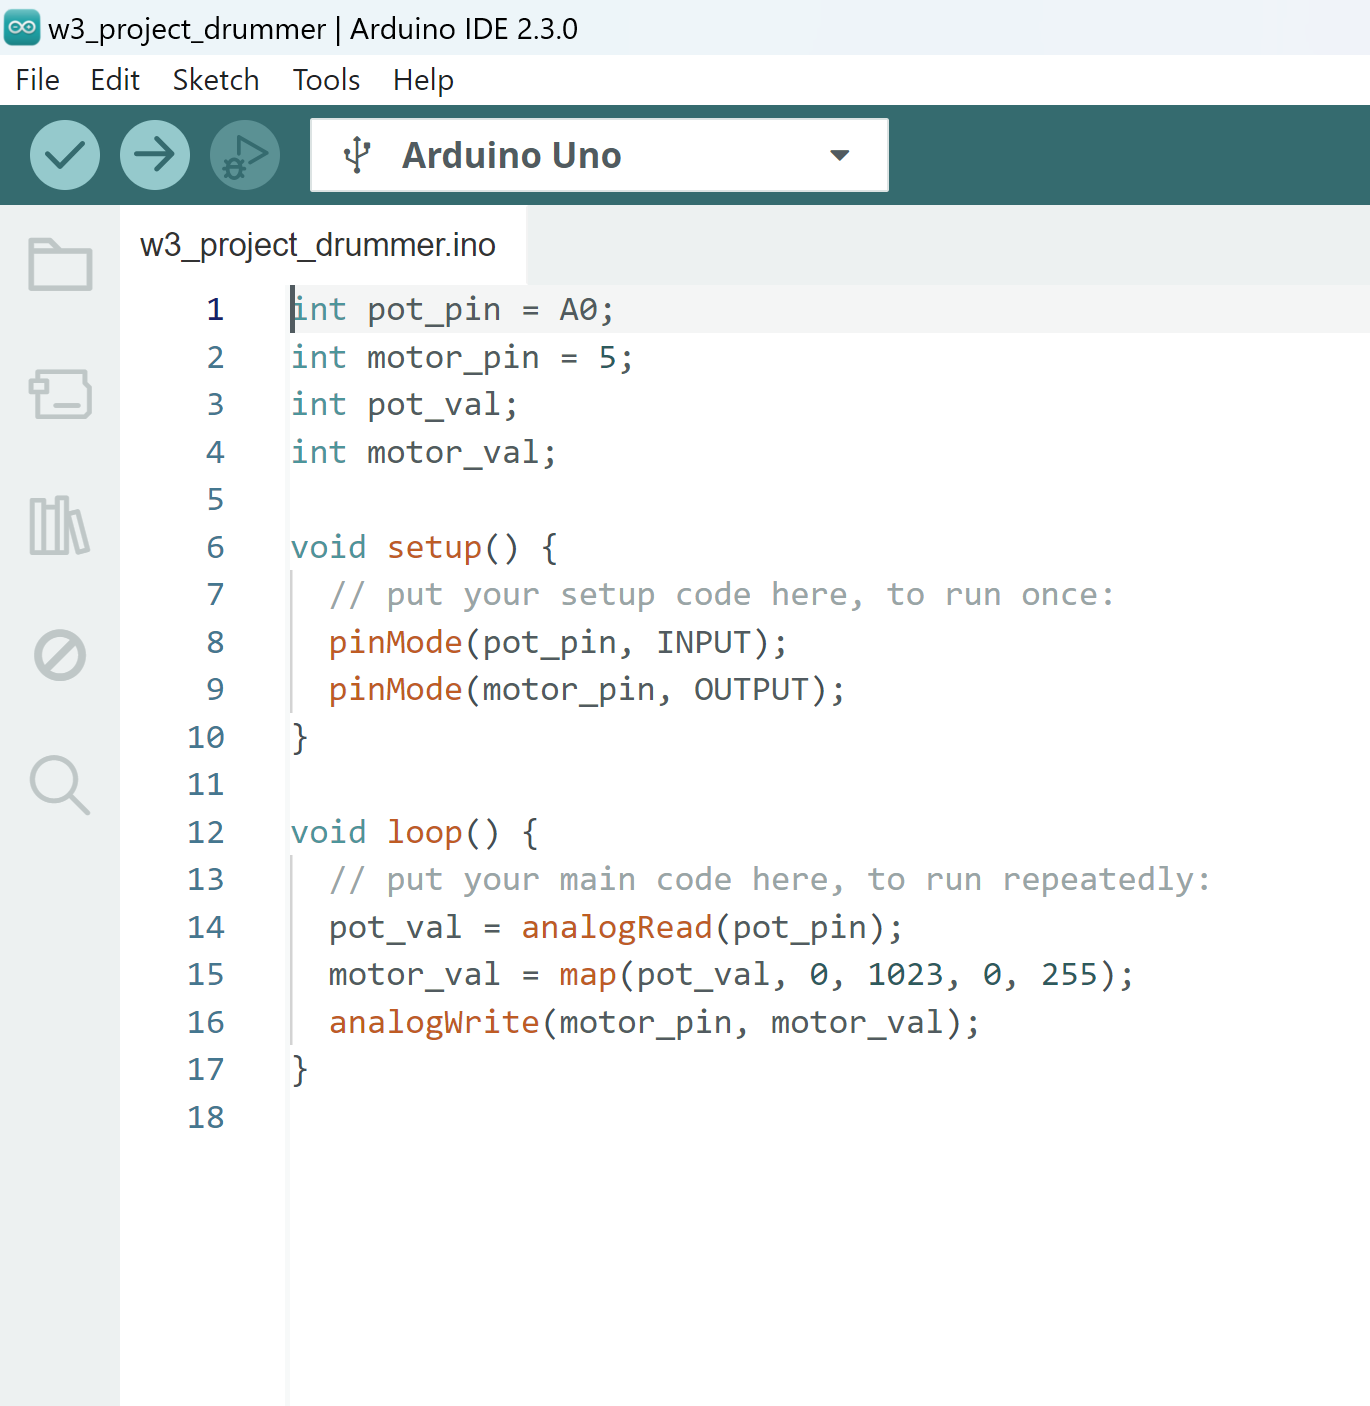 w3_project_drummer | Arduino IDE 2.3.0
File Edit Sketch Tools Help
Arduino Uno
w3_project_drummer.ino
1 int pot_pin = A0;
2 int motor_pin = 5;
3 int pot_val;
4 int motor_val;
5
6 void setup() {
7   // put your setup code here, to run once:
8   pinMode(pot_pin, INPUT);
9   pinMode(motor_pin, OUTPUT);
10 }
11
12 void loop() {
13   // put your main code here, to run repeatedly:
14   pot_val = analogRead(pot_pin);
15   motor_val = map(pot_val, 0, 1023, 0, 255);
16   analogWrite(motor_pin, motor_val);
17 }
18